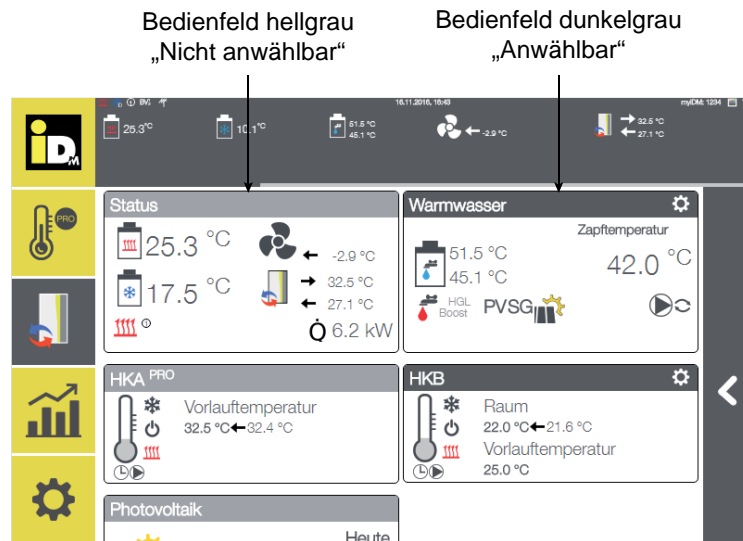 Bedienfeld hellgrau
„Nicht anwählbar“
Bedienfeld dunkelgrau
„Anwählbar“
iDM
16.11.2016, 16:43
myIDM: 1234
25.3°C
51.5 °C
45.1 °C
-2.9 °C
32.5 °C
27.1 °C
PRO
Status
25.3 °C
-2.9 °C
17.5 °C
32.5 °C
27.1 °C
Q̇ 6.2 kW
Warmwasser
Zapftemperatur
51.5 °C
45.1 °C
42.0 °C
HGL
Boost
PVSG
HKA PRO
Vorlauftemperatur
32.5 °C←32.4 °C
HKB
Raum
22.0 °C←21.6 °C
Vorlauftemperatur
25.0 °C
Photovoltaik
Heute